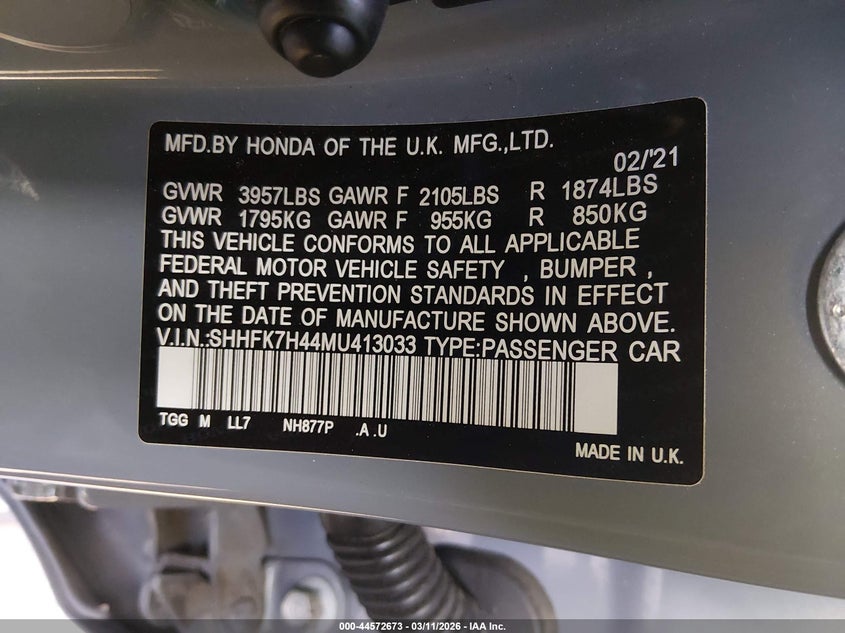 MFD.BY HONDA OF THE U.K. MFG.,LTD.
02/'21
GVWR 3957LBS GAWR F 2105LBS R 1874LBS
GVWR 1795KG GAWR F 955KG R 850KG
THIS VEHICLE CONFORMS TO ALL APPLICABLE
FEDERAL MOTOR VEHICLE SAFETY , BUMPER ,
AND THEFT PREVENTION STANDARDS IN EFFECT
ON THE DATE OF MANUFACTURE SHOWN ABOVE.
V.I.N.:SHHFK7H44MU413033 TYPE:PASSENGER CAR
TGG M LL7 NH877P .A .U
MADE IN U.K.
000-44572673 - 03/11/2026 - IAA Inc.